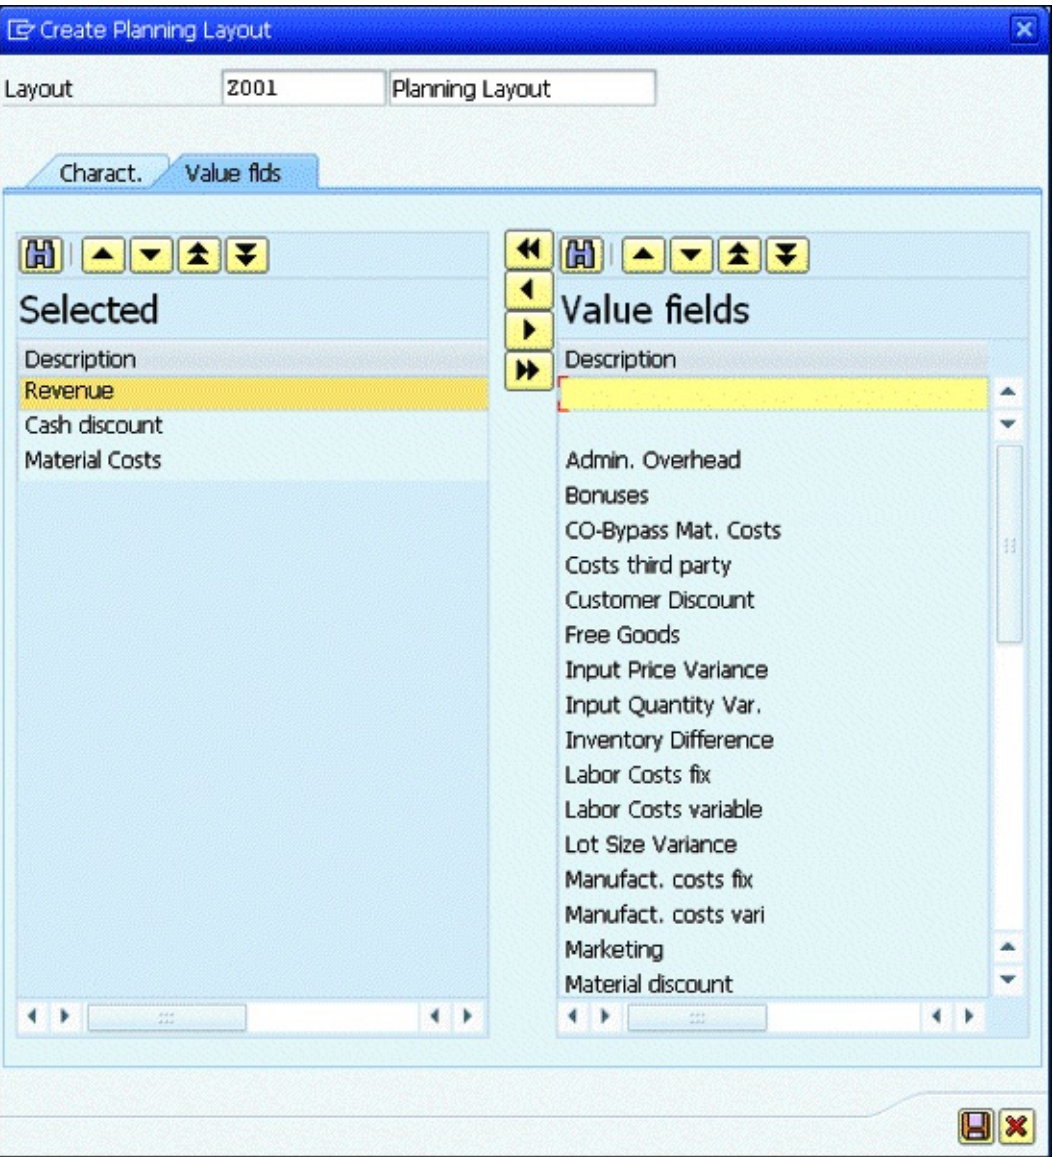 Create Planning Layout
Layout Z001 Planning Layout
Charact. Value flds
Selected
Description
Revenue
Cash discount
Material Costs
Value fields
Description
Admin. Overhead
Bonuses
CO-Bypass Mat. Costs
Costs third party
Customer Discount
Free Goods
Input Price Variance
Input Quantity Var.
Inventory Difference
Labor Costs fix
Labor Costs variable
Lot Size Variance
Manufact. costs fix
Manufact. costs vari
Marketing
Material discount